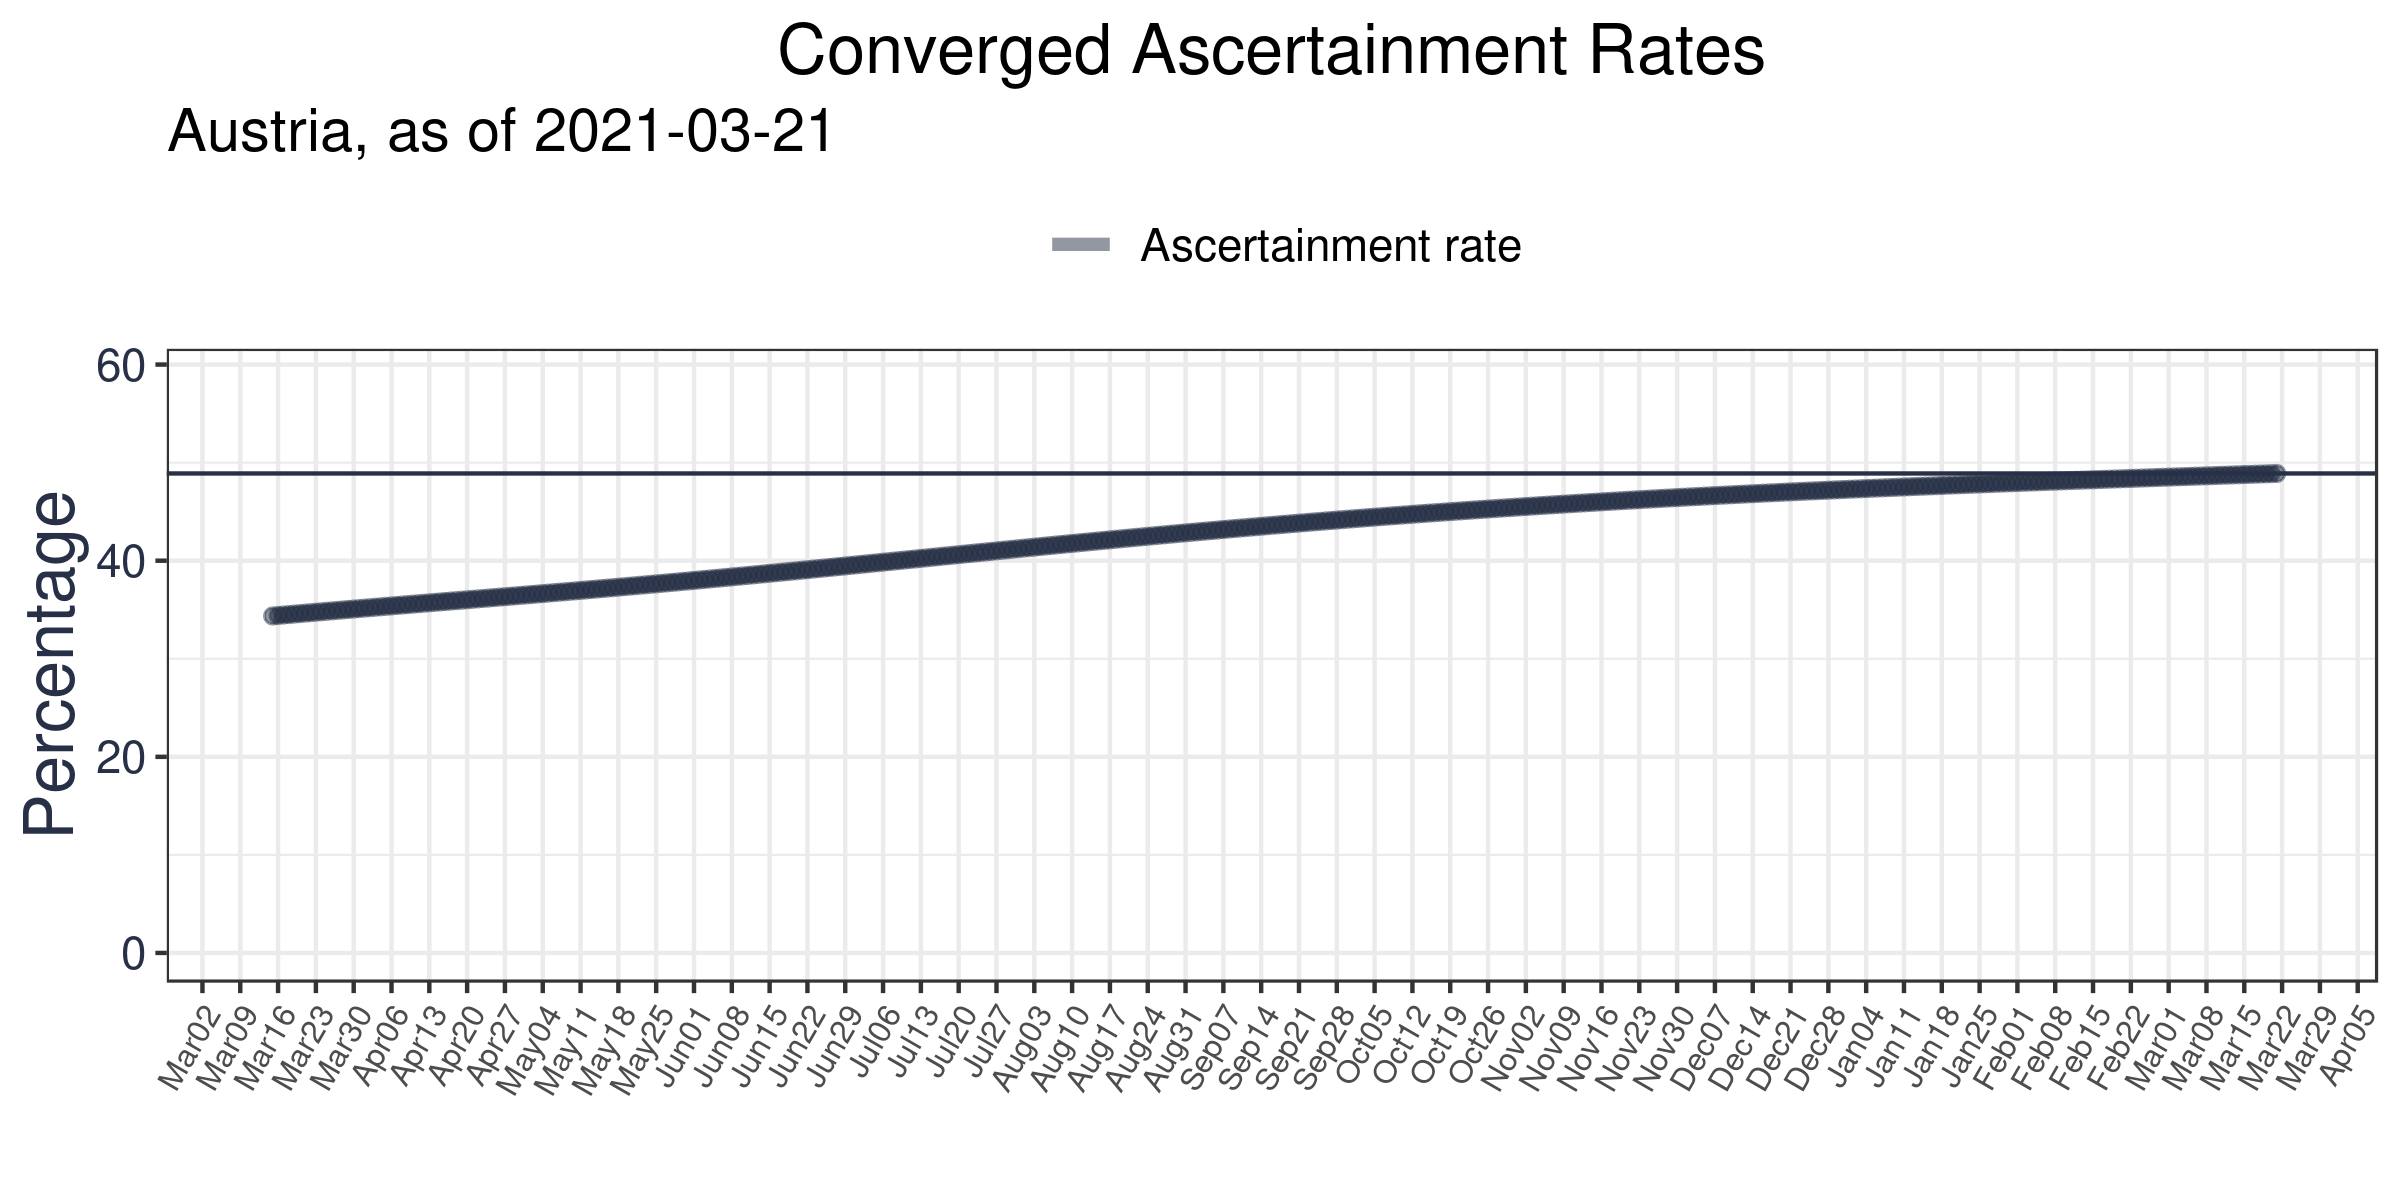 Converged Ascertainment Rates
Austria, as of 2021-03-21
Ascertainment rate
Percentage
60
40
20
0
Mar02 Mar09 Mar16 Mar23 Mar30 Apr06 Apr13 Apr20 Apr27 May04 May11 May18 May25 Jun01 Jun08 Jun15 Jun22 Jun29 Jul06 Jul13 Jul20 Jul27 Aug03 Aug10 Aug17 Aug24 Aug31 Sep07 Sep14 Sep21 Sep28 Oct05 Oct12 Oct19 Oct26 Nov02 Nov09 Nov16 Nov23 Nov30 Dec07 Dec14 Dec21 Dec28 Jan04 Jan11 Jan18 Jan25 Feb01 Feb08 Feb15 Feb22 Mar01 Mar08 Mar15 Mar22 Mar29 Apr05